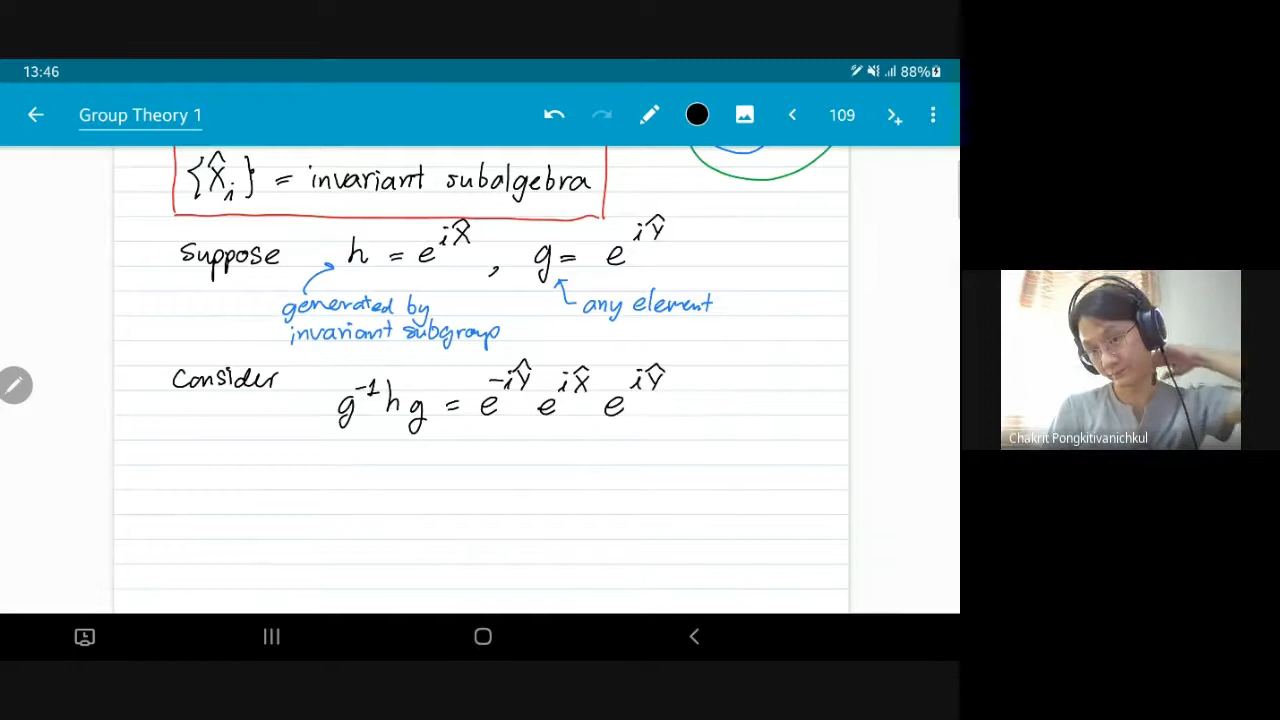 13:46
88%
Group Theory 1
109
{X̂ᵢ} = invariant subalgebra
Suppose h = e^{iX̂} , g = e^{iŶ}
generated by
invariant subgroup
any element
Consider
g⁻¹hg = e^{-iŶ} e^{iX̂} e^{iŶ}
Chakrit Pongkitivanichkul